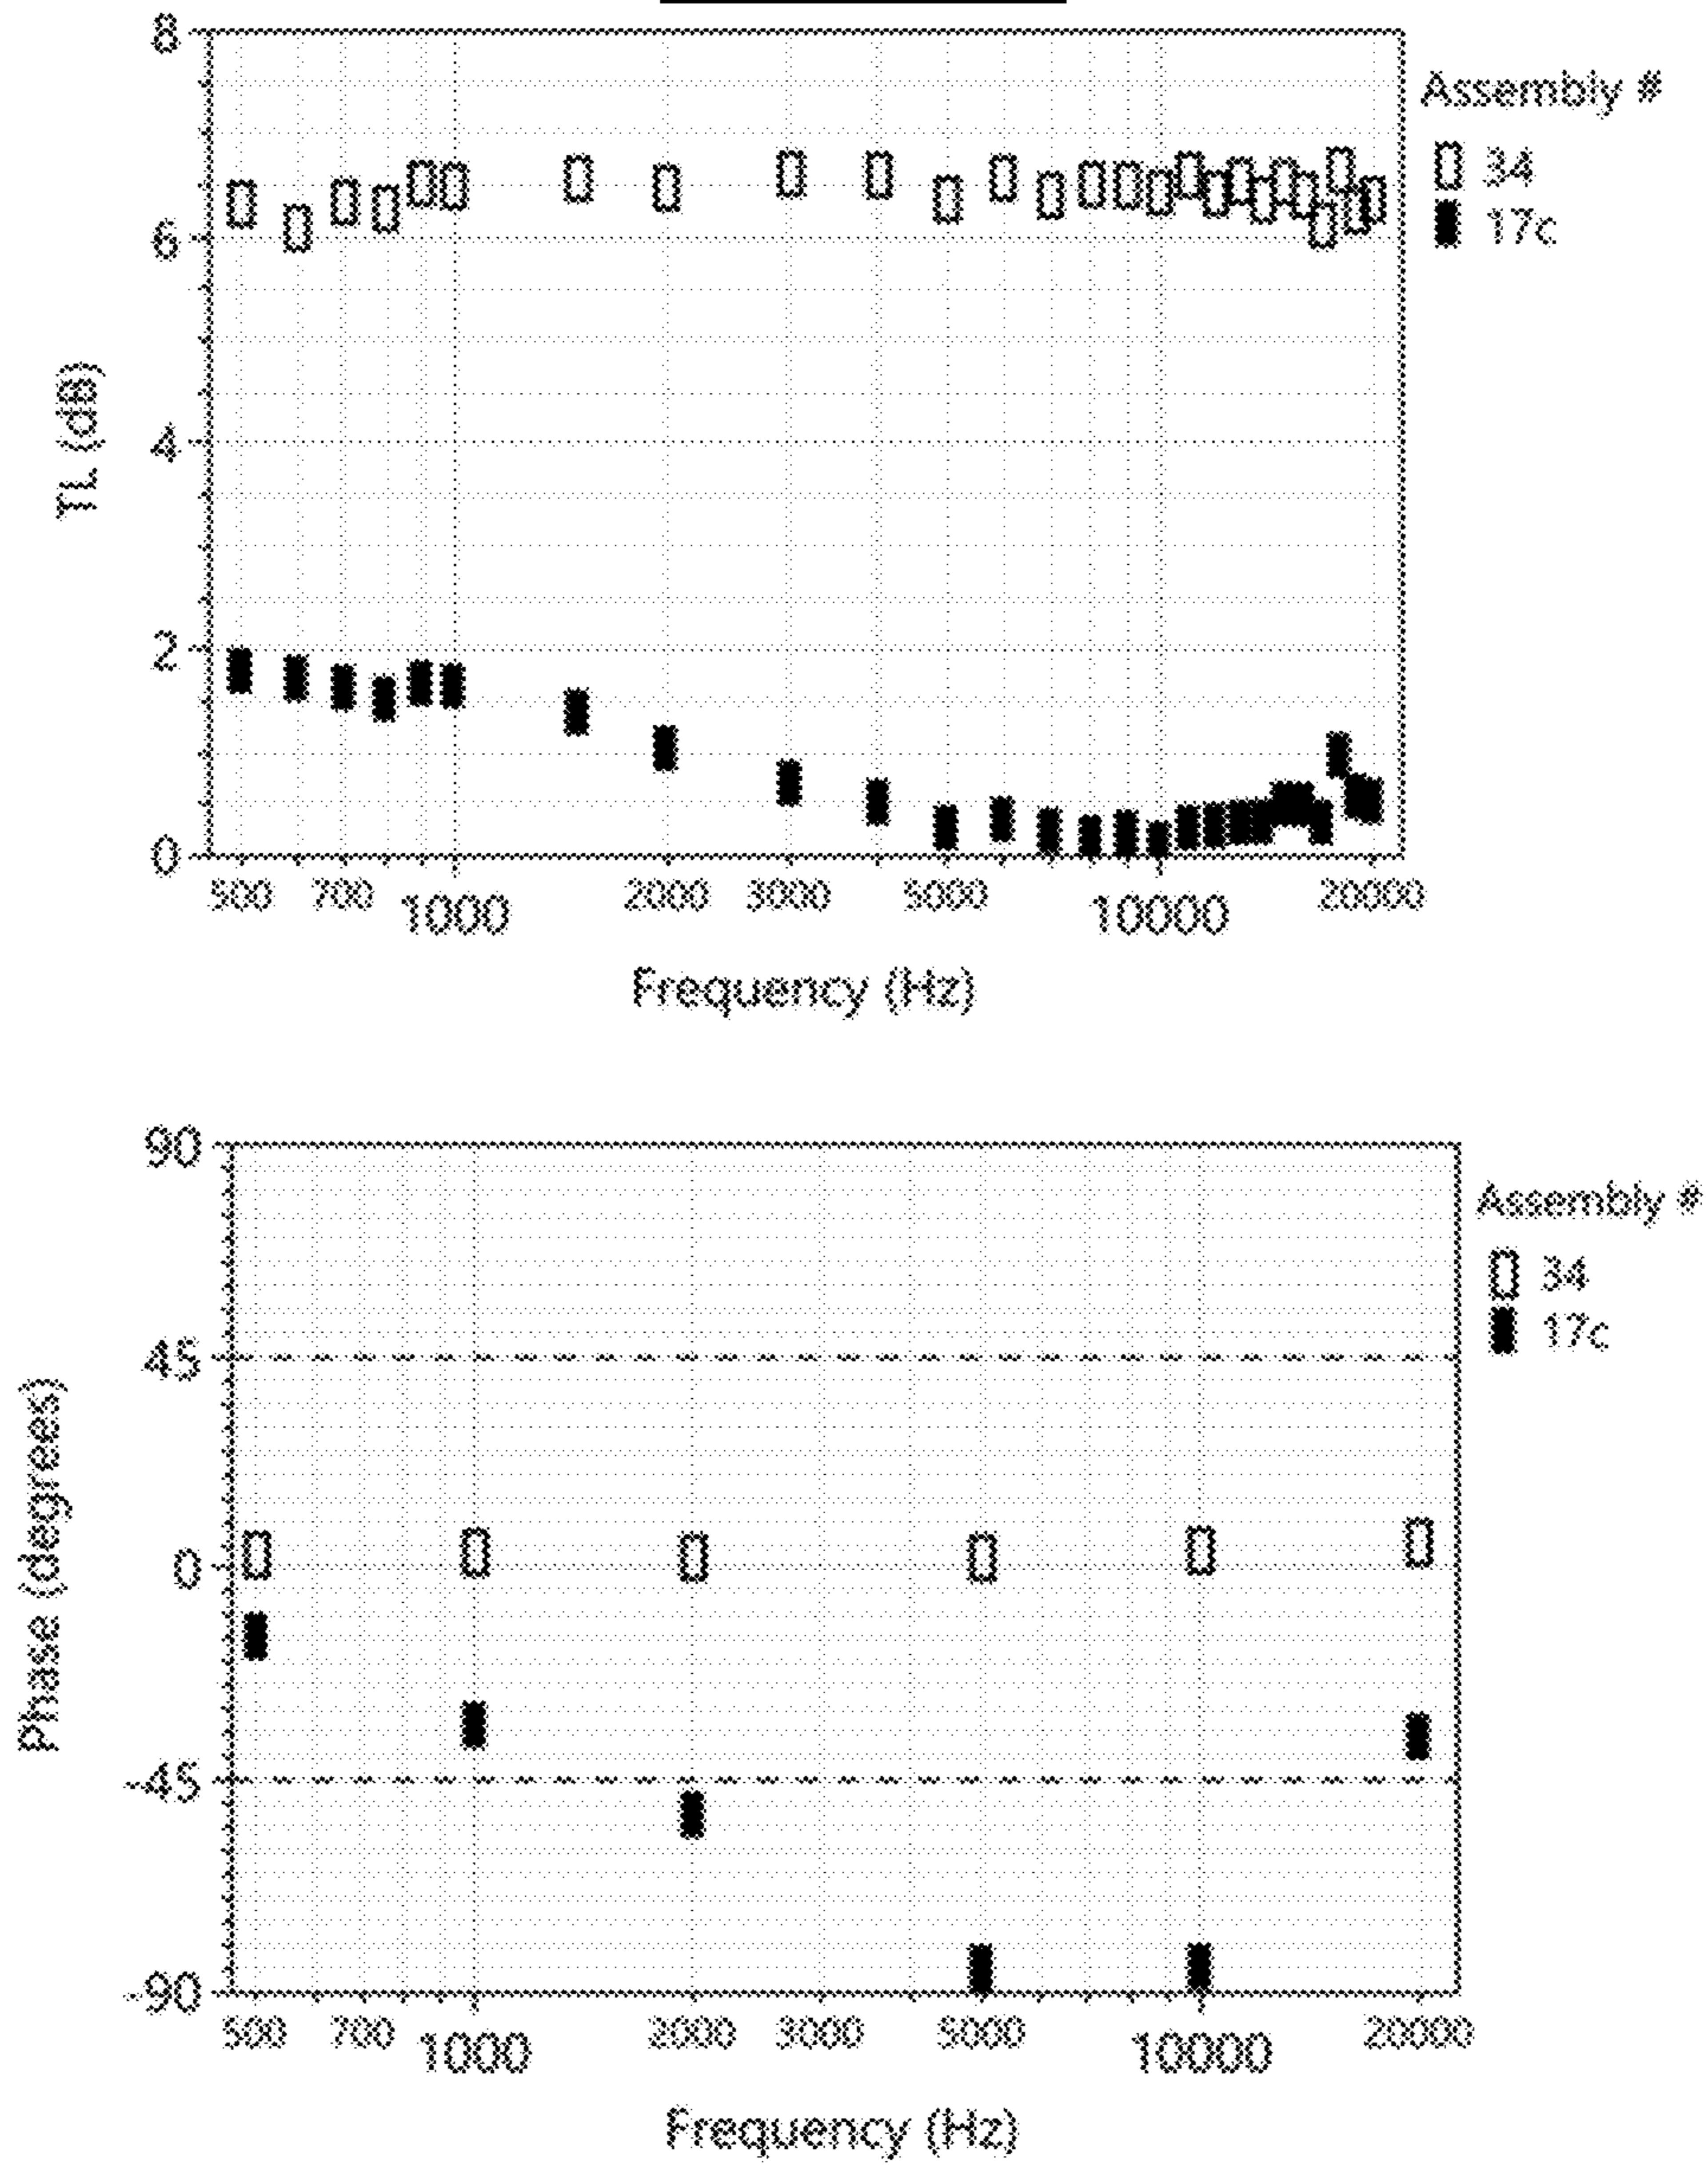 8
Assembly #
34
6
17c
TL (dB)
4
2
0
500 700 1000 2000 3000 5000 10000 20000
Frequency (Hz)
90
Assembly #
34
45
17c
Phase (degrees)
0
-45
-90
500 700 1000 2000 3000 5000 10000 20000
Frequency (Hz)